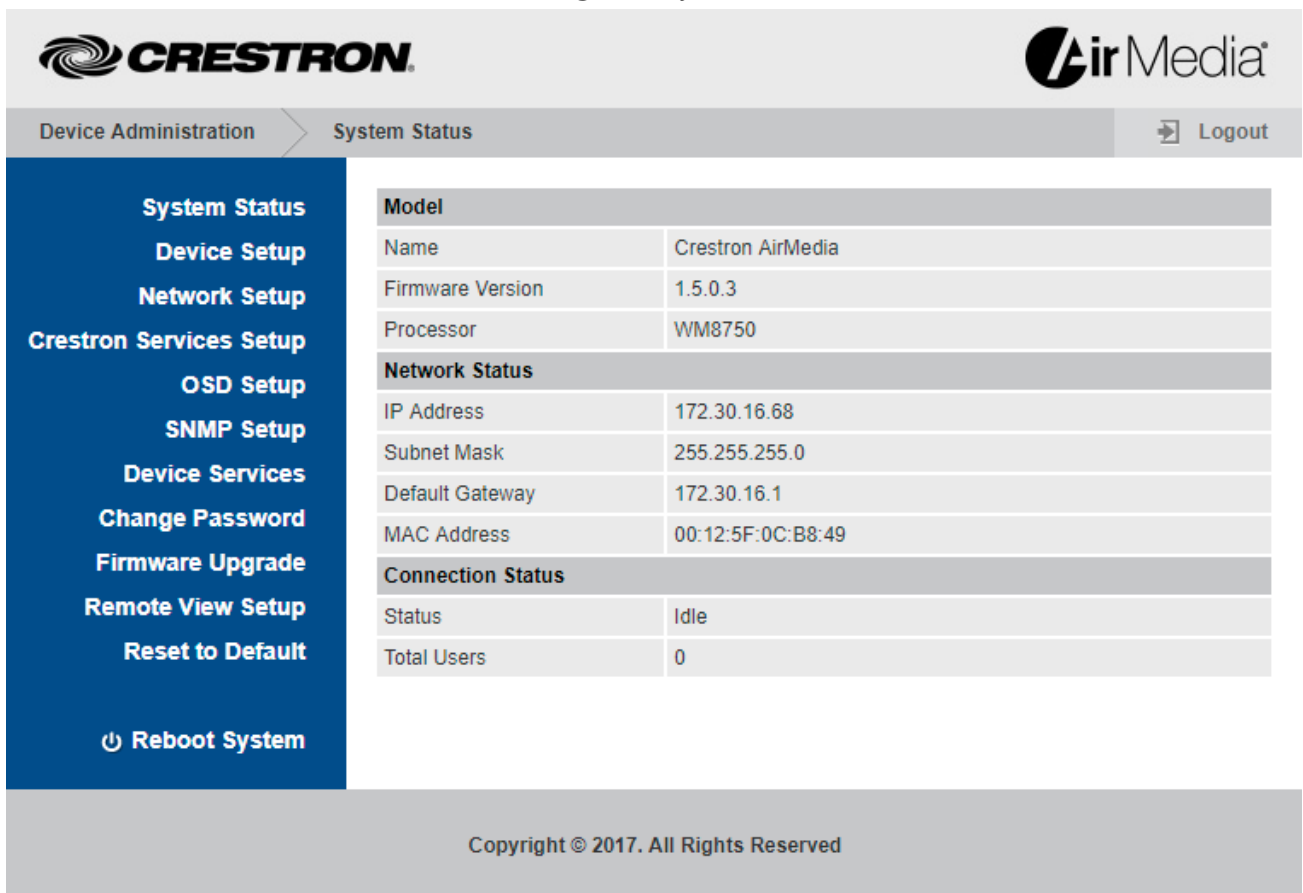 CRESTRON.
AirMedia
Device Administration System Status Logout
System Status
Device Setup
Network Setup
Crestron Services Setup
OSD Setup
SNMP Setup
Device Services
Change Password
Firmware Upgrade
Remote View Setup
Reset to Default
Reboot System
Model
Name Crestron AirMedia
Firmware Version 1.5.0.3
Processor WM8750
Network Status
IP Address 172.30.16.68
Subnet Mask 255.255.255.0
Default Gateway 172.30.16.1
MAC Address 00:12:5F:0C:B8:49
Connection Status
Status Idle
Total Users 0
Copyright © 2017. All Rights Reserved